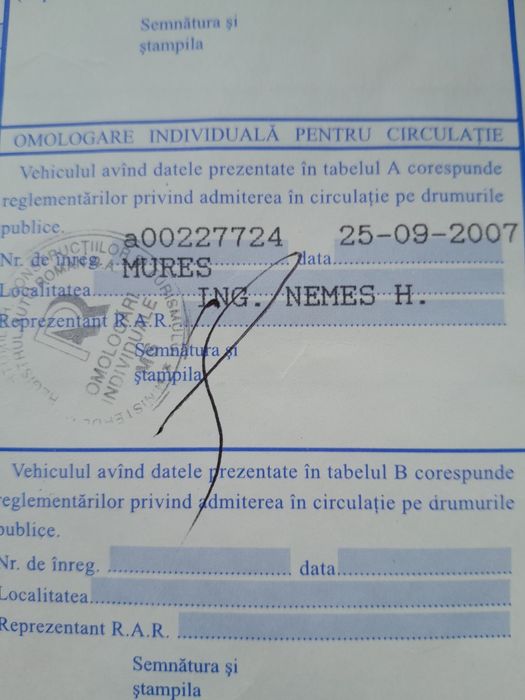 Semnătura şi
ştampila
OMOLOGARE INDIVIDUALĂ PENTRU CIRCULAŢIE
Vehiculul avînd datele prezentate în tabelul A corespunde
reglementărilor privind admiterea în circulaţie pe drumurile
publice.
Nr. de înreg. a00227724 data 25-09-2007
Localitatea MURES
Reprezentant R.A.R. ING. NEMES H.
Semnătura şi
ştampila
OMOLOGARI
INDIVIDUALE
MS
Vehiculul avînd datele prezentate în tabelul B corespunde
reglementărilor privind admiterea în circulaţie pe drumurile
publice.
Nr. de înreg. data
Localitatea
Reprezentant R.A.R.
Semnătura şi
ştampila